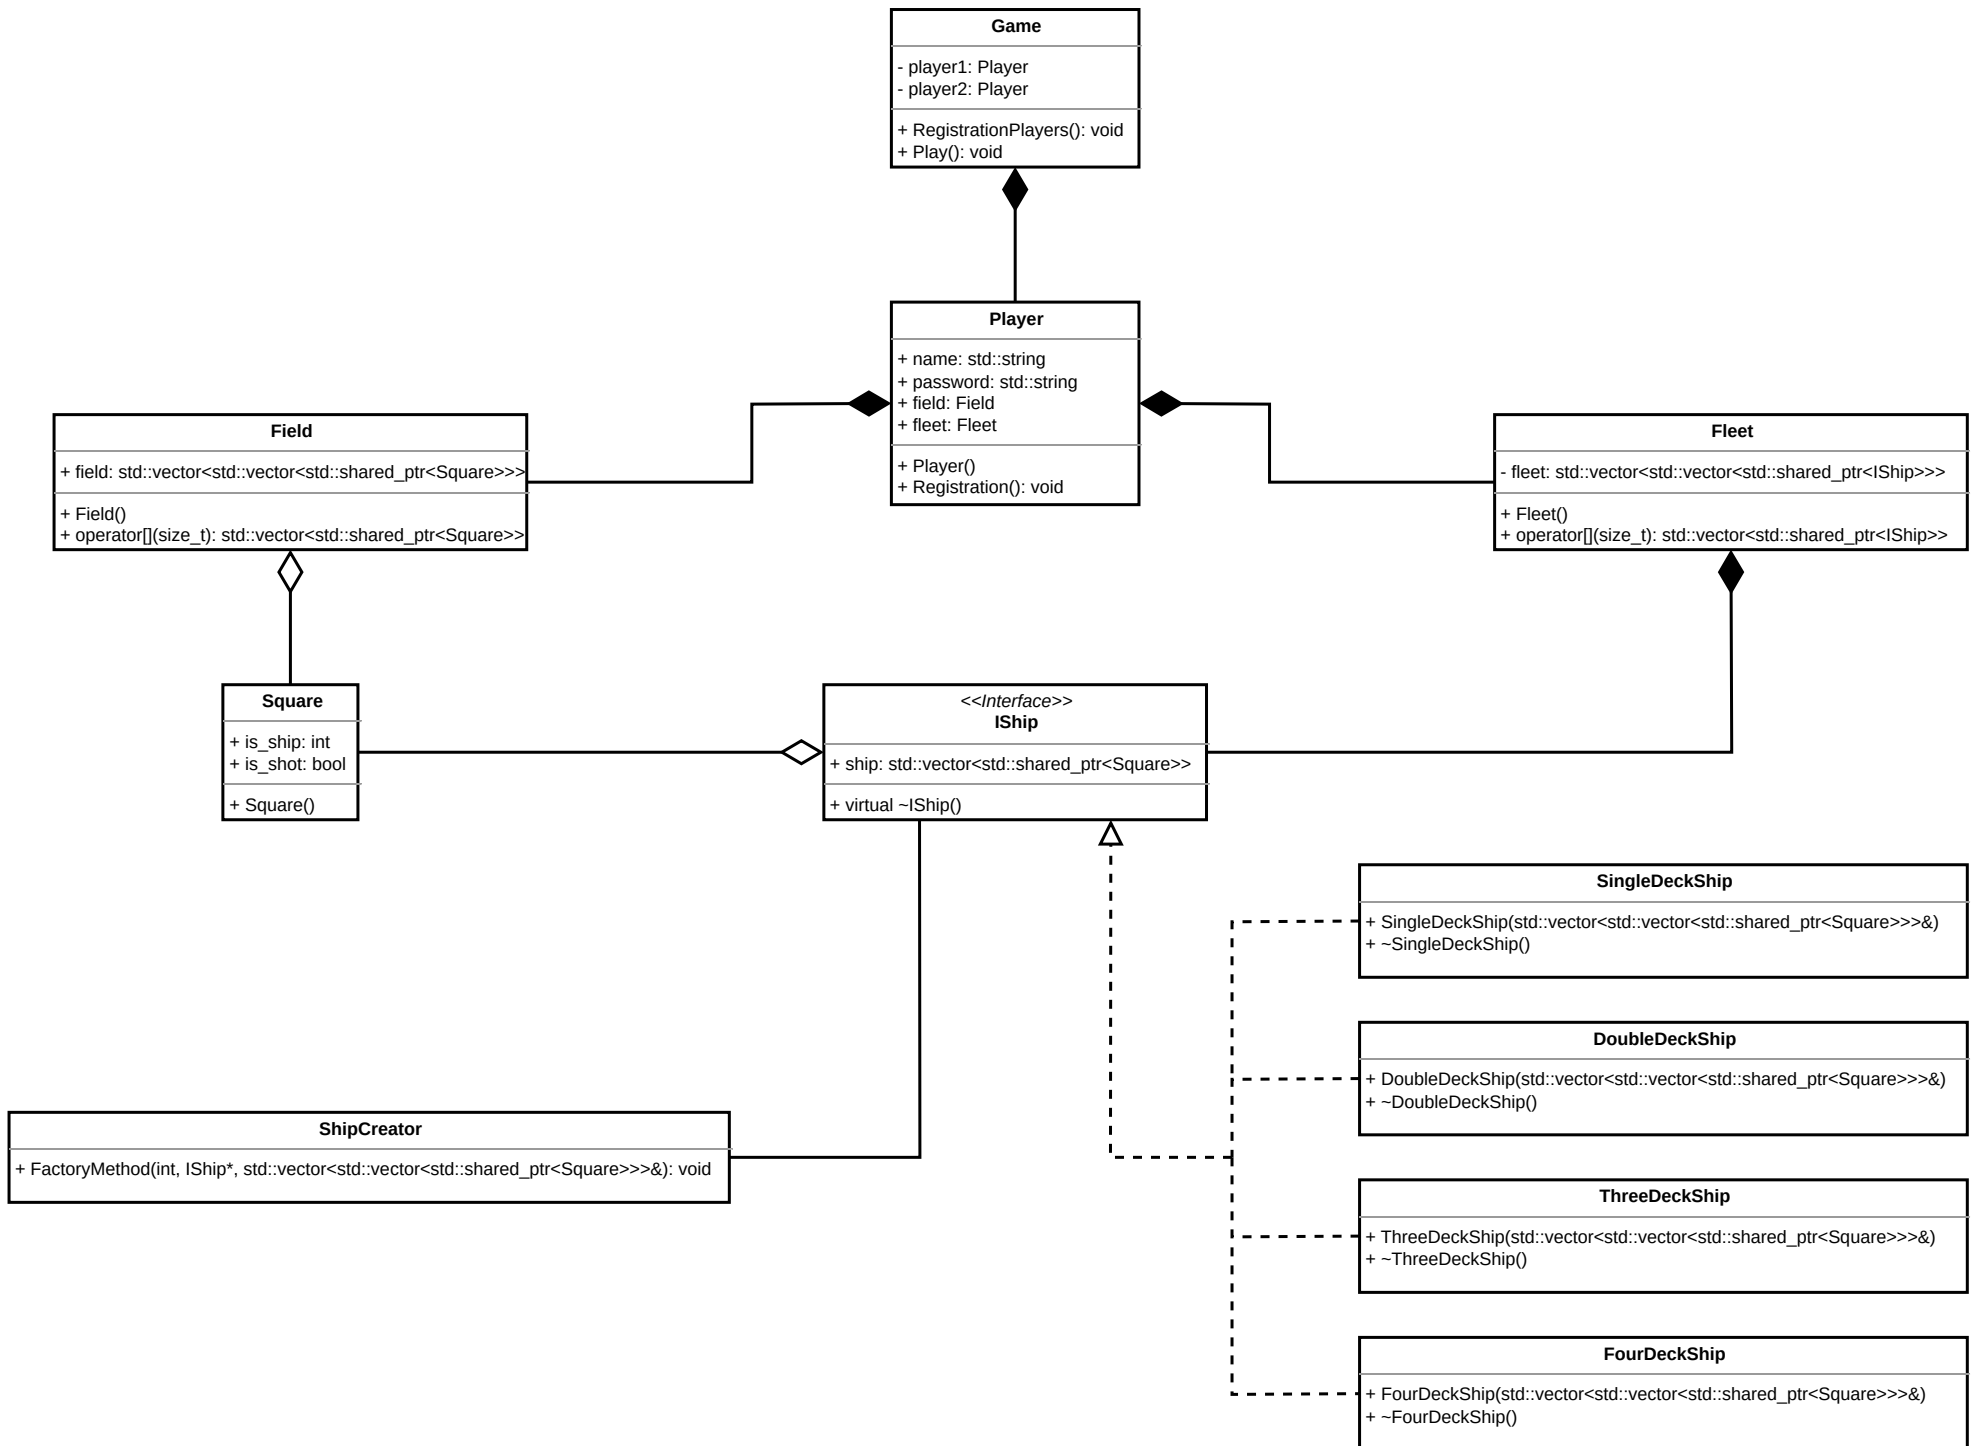 Game
- player1: Player
- player2: Player
+ RegistrationPlayers(): void
+ Play(): void
Player
+ name: std::string
+ password: std::string
+ field: Field
+ fleet: Fleet
+ Player()
+ Registration(): void
Field
+ field: std::vector<std::vector<std::shared_ptr<Square>>>
+ Field()
+ operator[](size_t): std::vector<std::shared_ptr<Square>>
Fleet
- fleet: std::vector<std::vector<std::shared_ptr<IShip>>>
+ Fleet()
+ operator[](size_t): std::vector<std::shared_ptr<IShip>>
Square
+ is_ship: int
+ is_shot: bool
+ Square()
<<Interface>>
IShip
+ ship: std::vector<std::shared_ptr<Square>>
+ virtual ~IShip()
SingleDeckShip
+ SingleDeckShip(std::vector<std::vector<std::shared_ptr<Square>>>&)
+ ~SingleDeckShip()
DoubleDeckShip
+ DoubleDeckShip(std::vector<std::vector<std::shared_ptr<Square>>>&)
+ ~DoubleDeckShip()
ShipCreator
+ FactoryMethod(int, IShip*, std::vector<std::vector<std::shared_ptr<Square>>>&): void
ThreeDeckShip
+ ThreeDeckShip(std::vector<std::vector<std::shared_ptr<Square>>>&)
+ ~ThreeDeckShip()
FourDeckShip
+ FourDeckShip(std::vector<std::vector<std::shared_ptr<Square>>>&)
+ ~FourDeckShip()